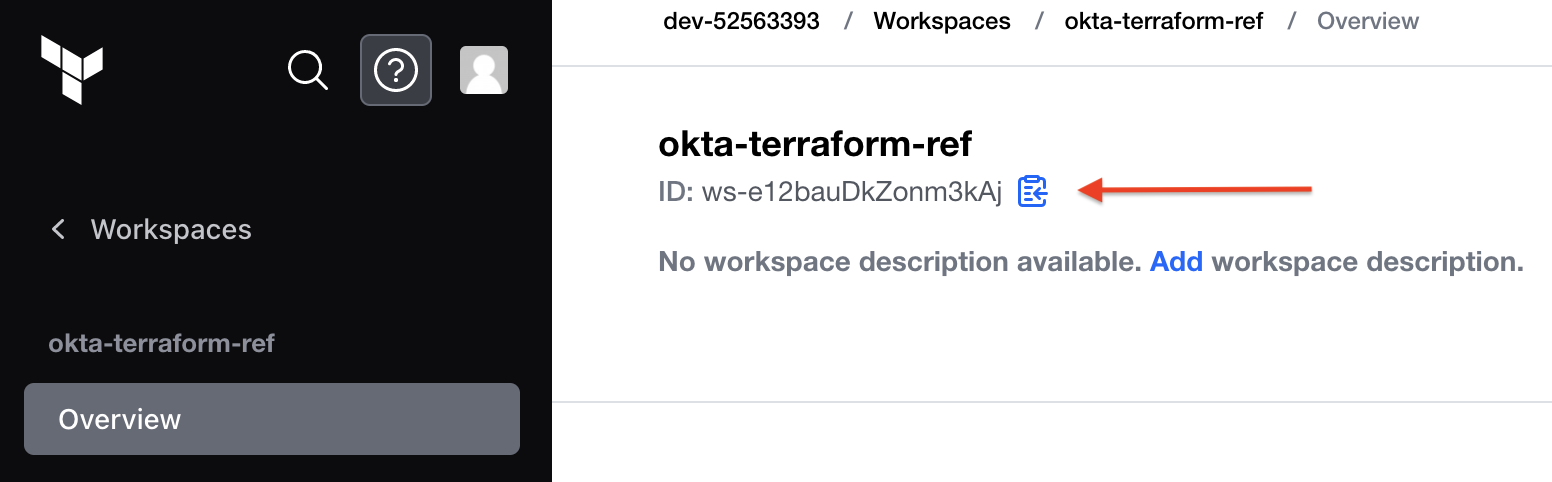 dev-52563393 / Workspaces / okta-terraform-ref / Overview
?
okta-terraform-ref
ID: ws-e12bauDkZonm3kAj
Workspaces
No workspace description available. Add workspace description.
okta-terraform-ref
Overview